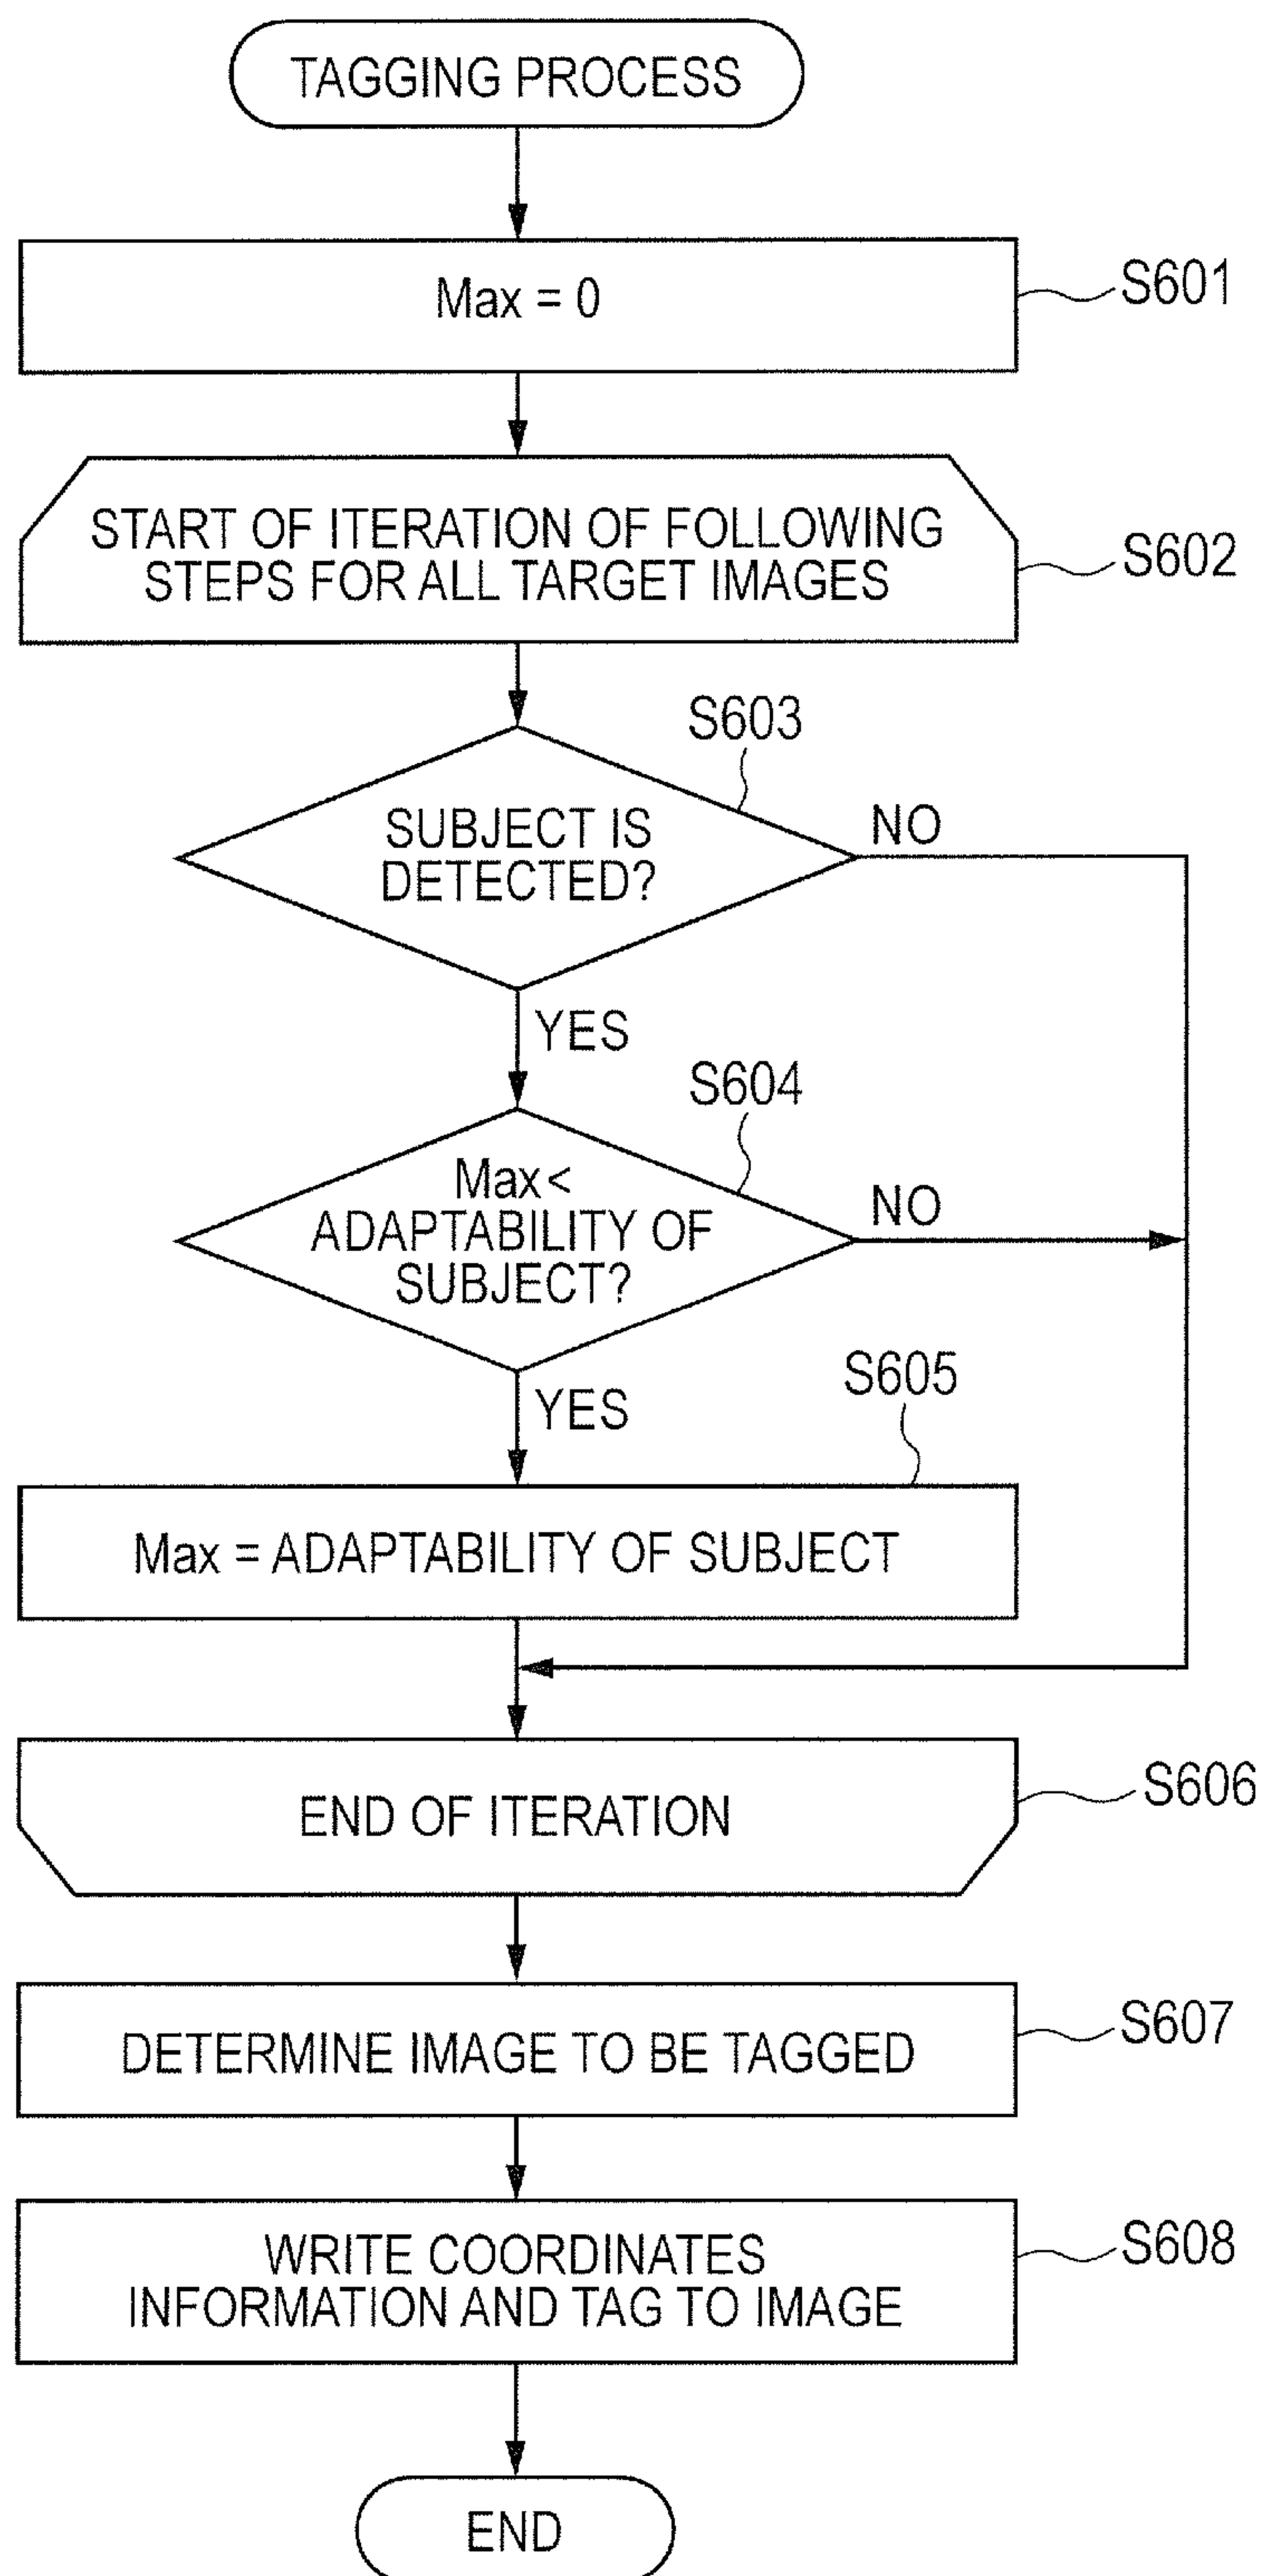 TAGGING PROCESS
Max = 0
S601
START OF ITERATION OF FOLLOWING
STEPS FOR ALL TARGET IMAGES
S602
S603
SUBJECT IS
DETECTED?
NO
YES
S604
Max<
ADAPTABILITY OF
SUBJECT?
NO
YES
S605
Max = ADAPTABILITY OF SUBJECT
END OF ITERATION
S606
DETERMINE IMAGE TO BE TAGGED
S607
WRITE COORDINATES
INFORMATION AND TAG TO IMAGE
S608
END